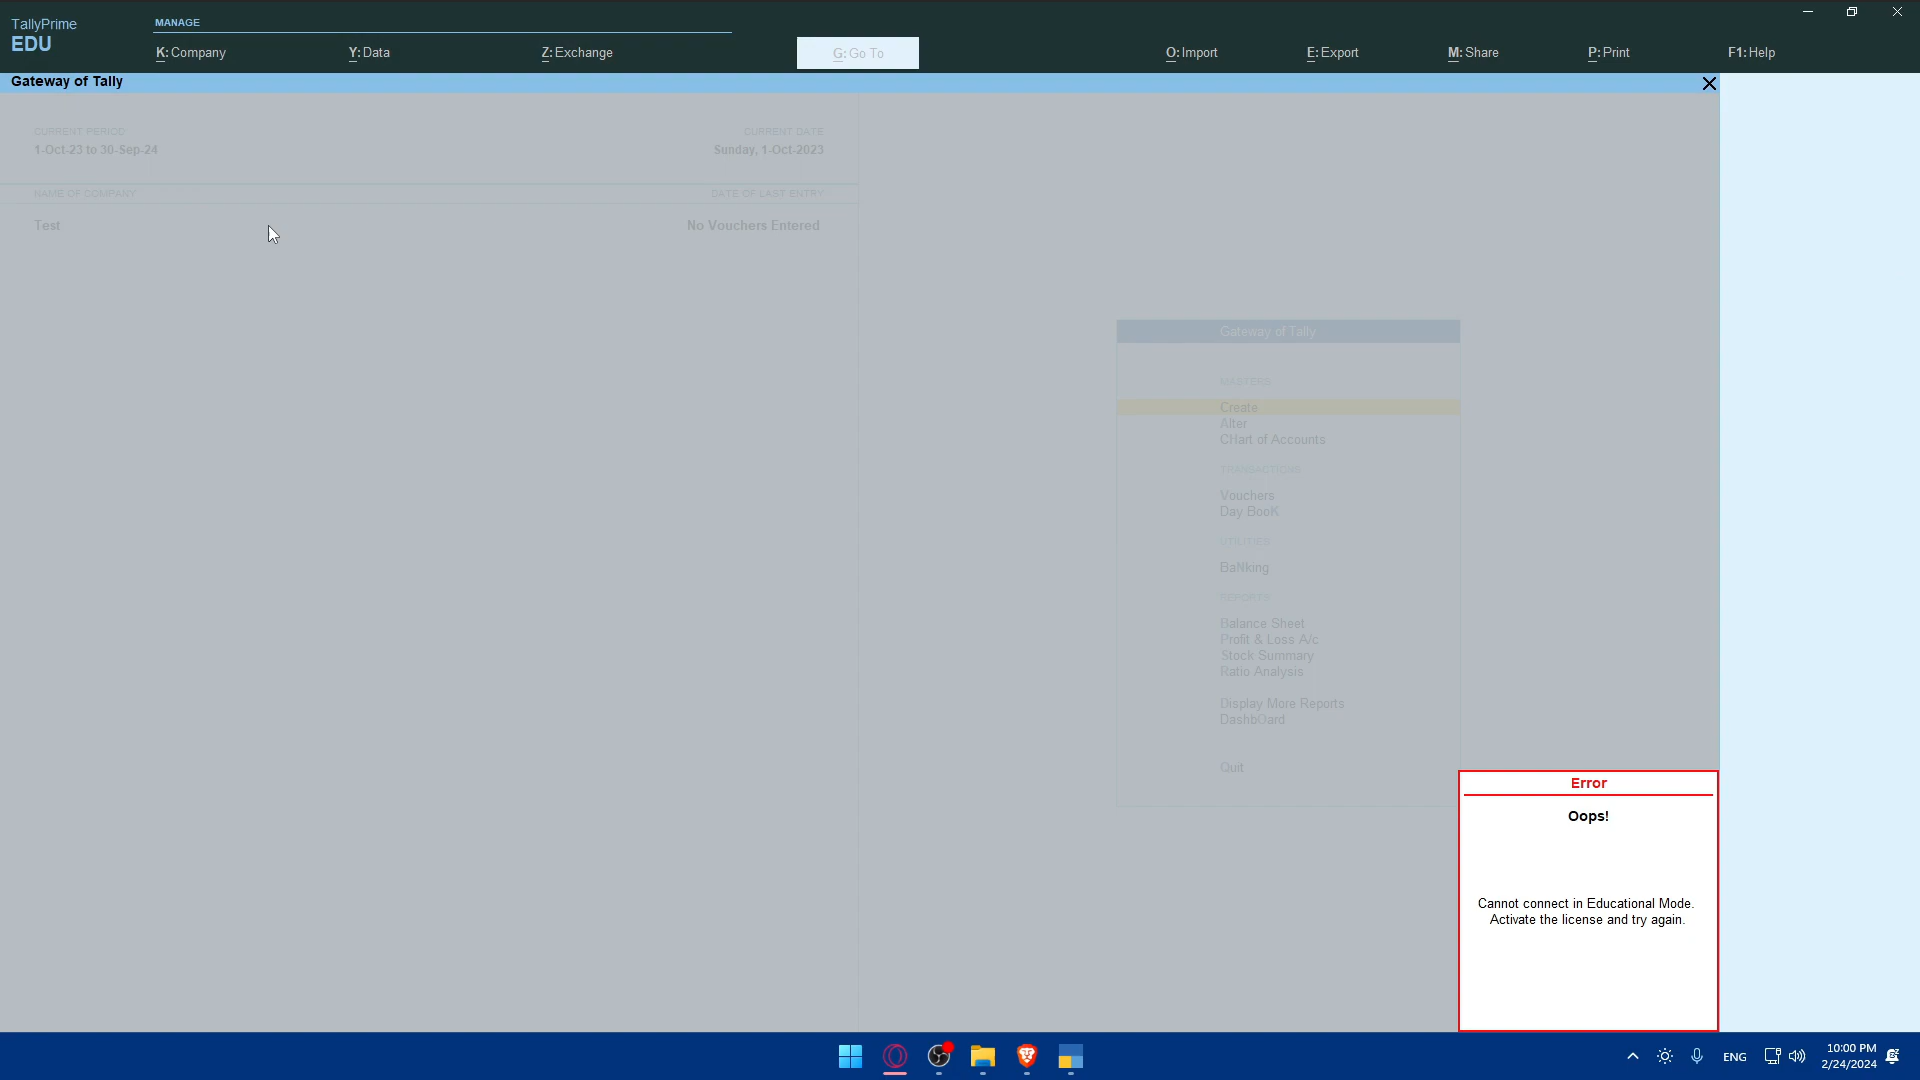 TallyPrime
EDU
MANAGE
K: Company
Y: Data
Z: Exchange
G: Go To
O: Import
E: Export
M: Share
P: Print
F1: Help
Gateway of Tally
CURRENT PERIOD
CURRENT DATE
1-Oct-23 to 30-Sep-24
Sunday, 1-Oct-2023
NAME OF COMPANY
DATE OF LAST ENTRY
Test
No Vouchers Entered
Gateway of Tally
MASTERS
Create
Alter
CHart of Accounts
TRANSACTIONS
Vouchers
Day BooK
UTILITIES
BaNking
REPORTS
Balance Sheet
Profit & Loss A/c
Stock Summary
Ratio Analysis
Display More Reports
DashbOard
Quit
Error
Oops!
Cannot connect in Educational Mode.
Activate the license and try again.
ENG
10:00 PM
2/24/2024